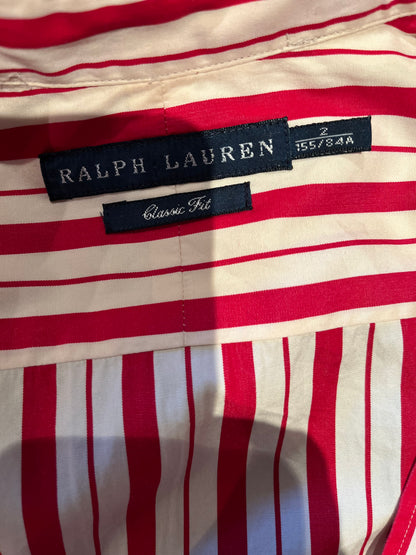 RALPH LAUREN
2
155/84A
Classic Fit